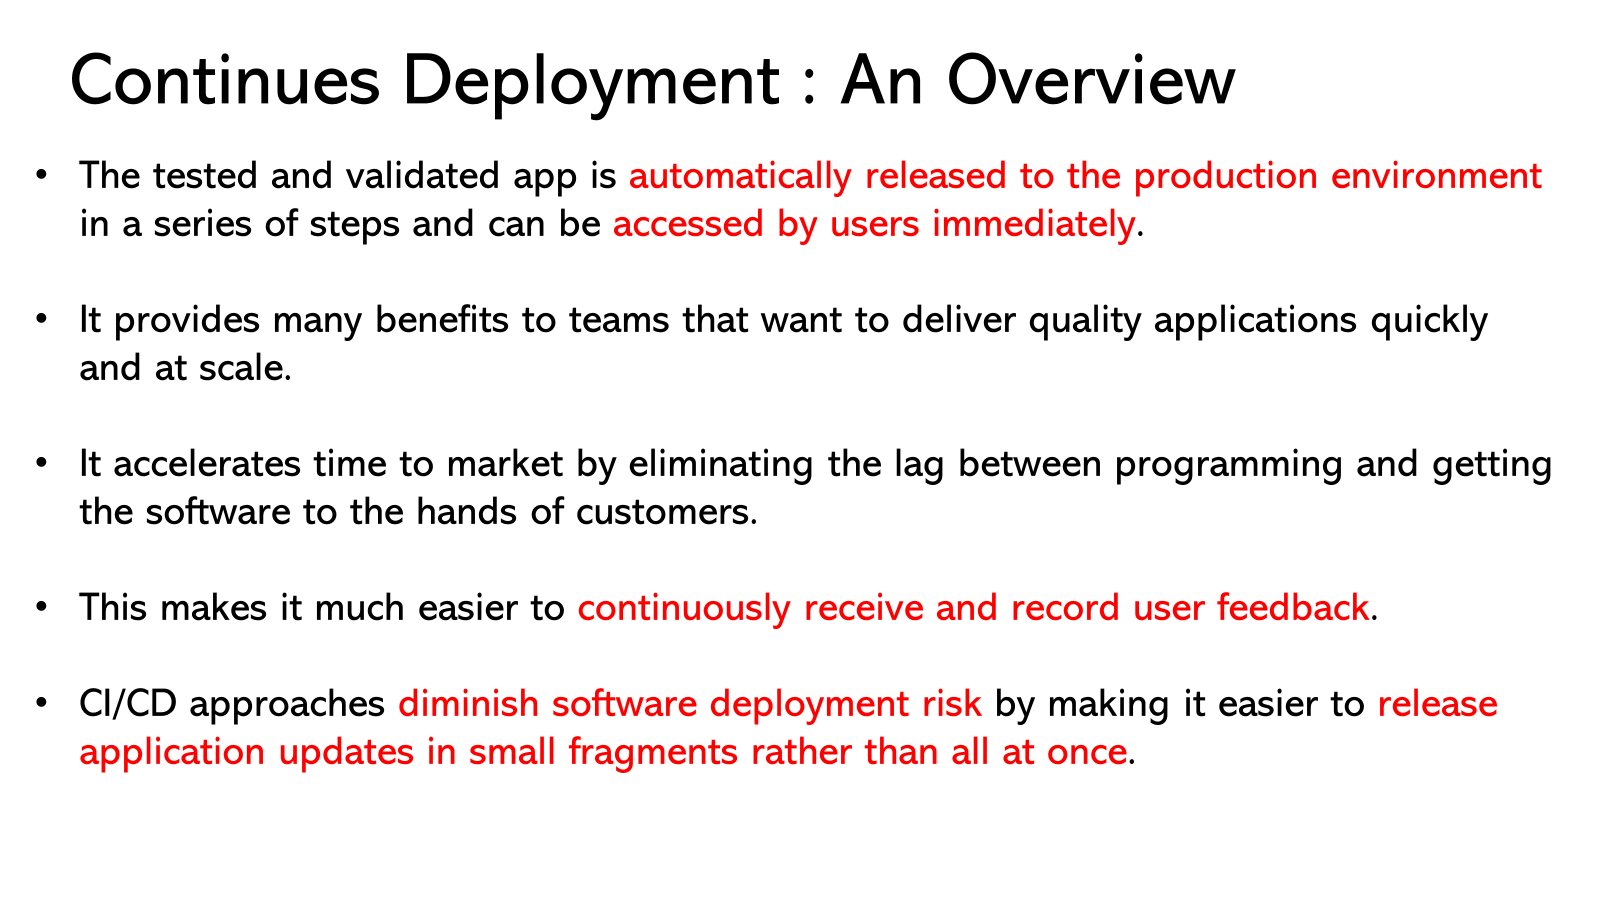 Continues Deployment : An Overview
• The tested and validated app is automatically released to the production environment
in a series of steps and can be accessed by users immediately.
• It provides many benefits to teams that want to deliver quality applications quickly
and at scale.
• It accelerates time to market by eliminating the lag between programming and getting
the software to the hands of customers.
• This makes it much easier to continuously receive and record user feedback.
• CI/CD approaches diminish software deployment risk by making it easier to release
application updates in small fragments rather than all at once.